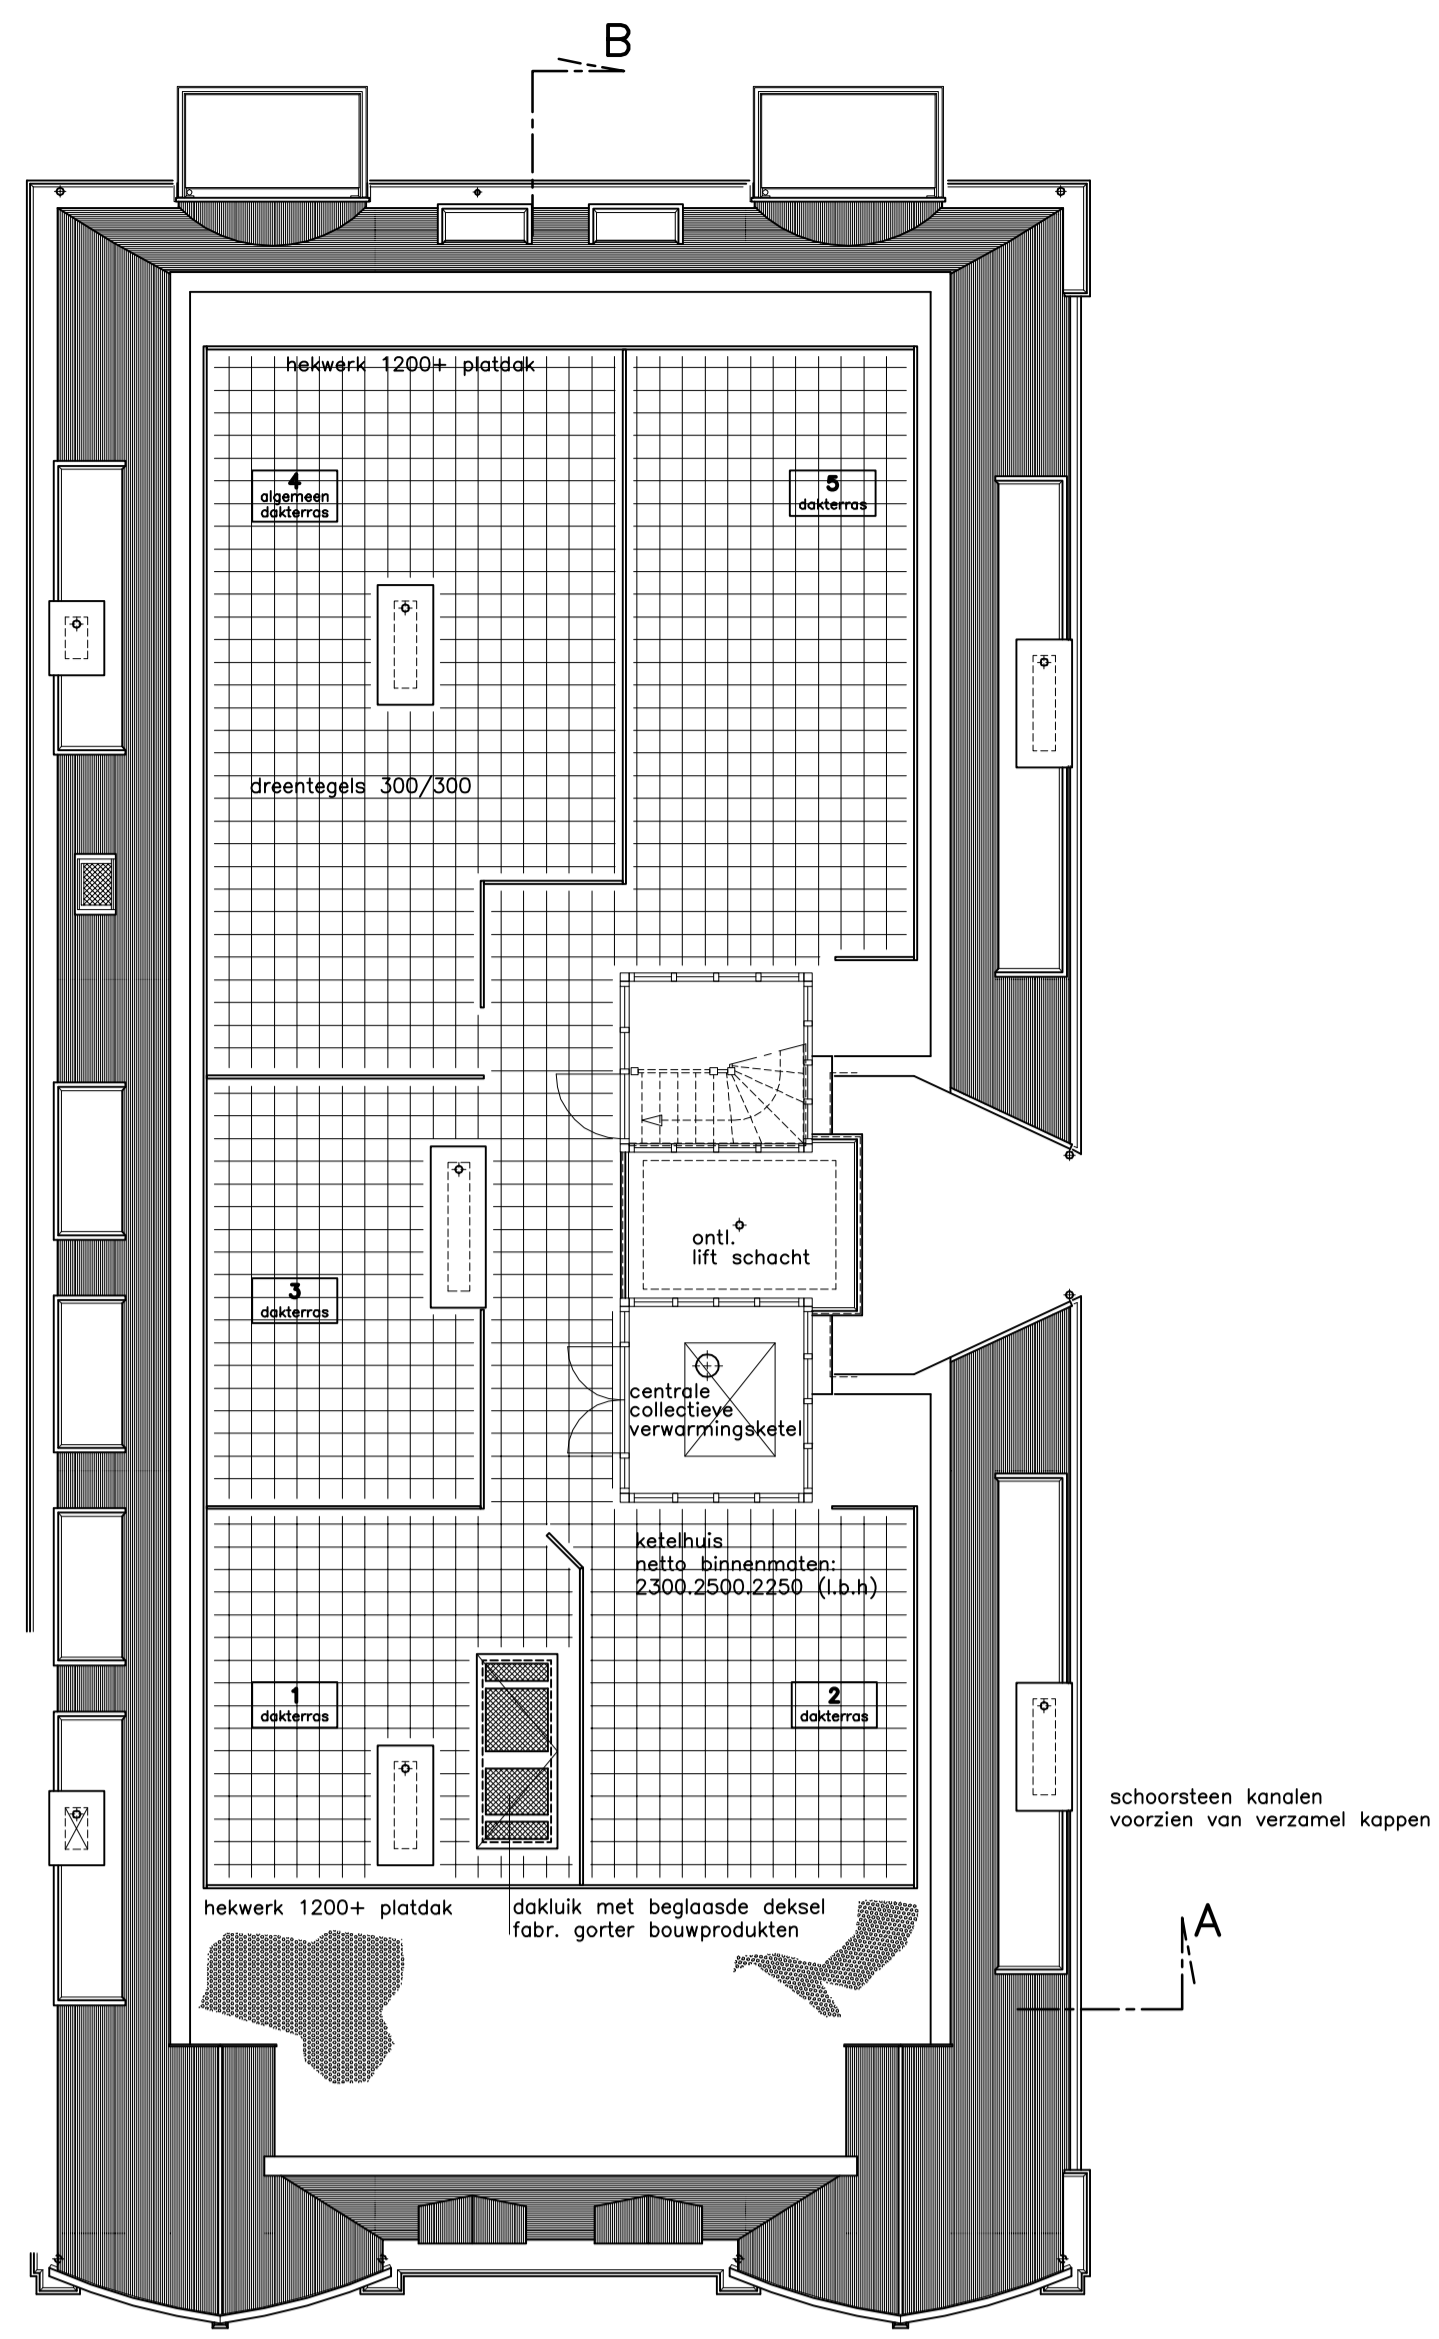 B
hekwerk 1200+ platdak
4
algemeen
dakterras
5
dakterras
dreentegels 300/300
ontl.
lift schacht
3
dakterras
centrale
collectieve
verwarmingsketel
ketelhuis
netto binnenmaten:
2300.2500.2250 (l.b.h)
1
dakterras
2
dakterras
schoorsteen kanalen
voorzien van verzamel kappen
hekwerk 1200+ platdak
dakluik met beglaasde deksel
fabr. gorter bouwprodukten
A